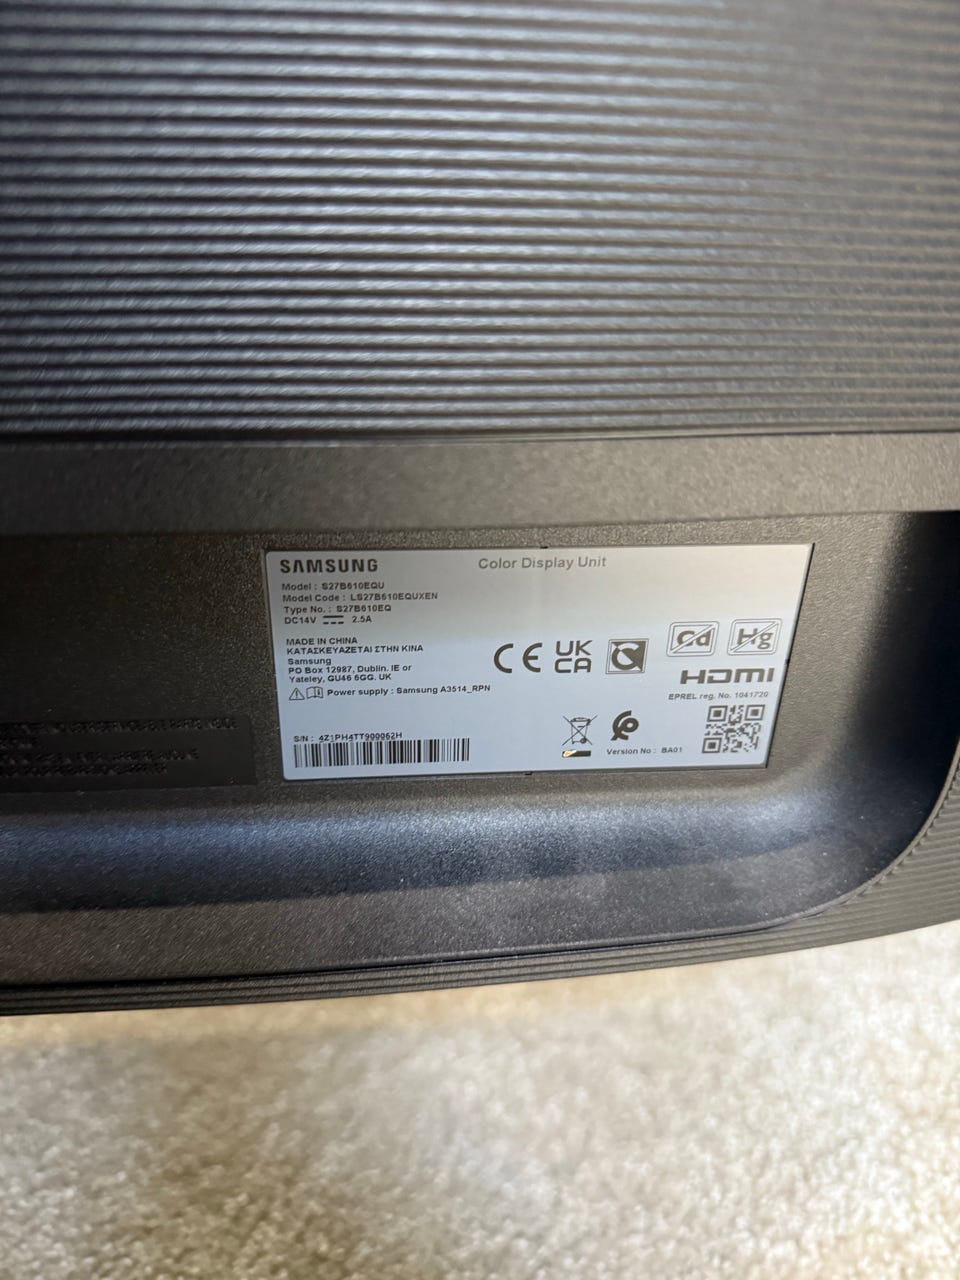 SAMSUNG
Color Display Unit
Model : S27B610EQU
Model Code : LS27B610EQUXEN
Type No. : S27B610EQ
DC14V ⎓ 2.5A
MADE IN CHINA
ΚΑΤΑΣΚΕΥΑΖΕΤΑΙ ΣΤΗΝ ΚΙΝΑ
Samsung
PO Box 12987, Dublin. IE or
Yateley, GU46 6GG. UK
Power supply : Samsung A3514_RPN
CE
UK
CA
Cd
Hg
HDMI
EPREL reg. No. 1041720
S/N : 4Z1PH4TT900062H
Version No : BA01